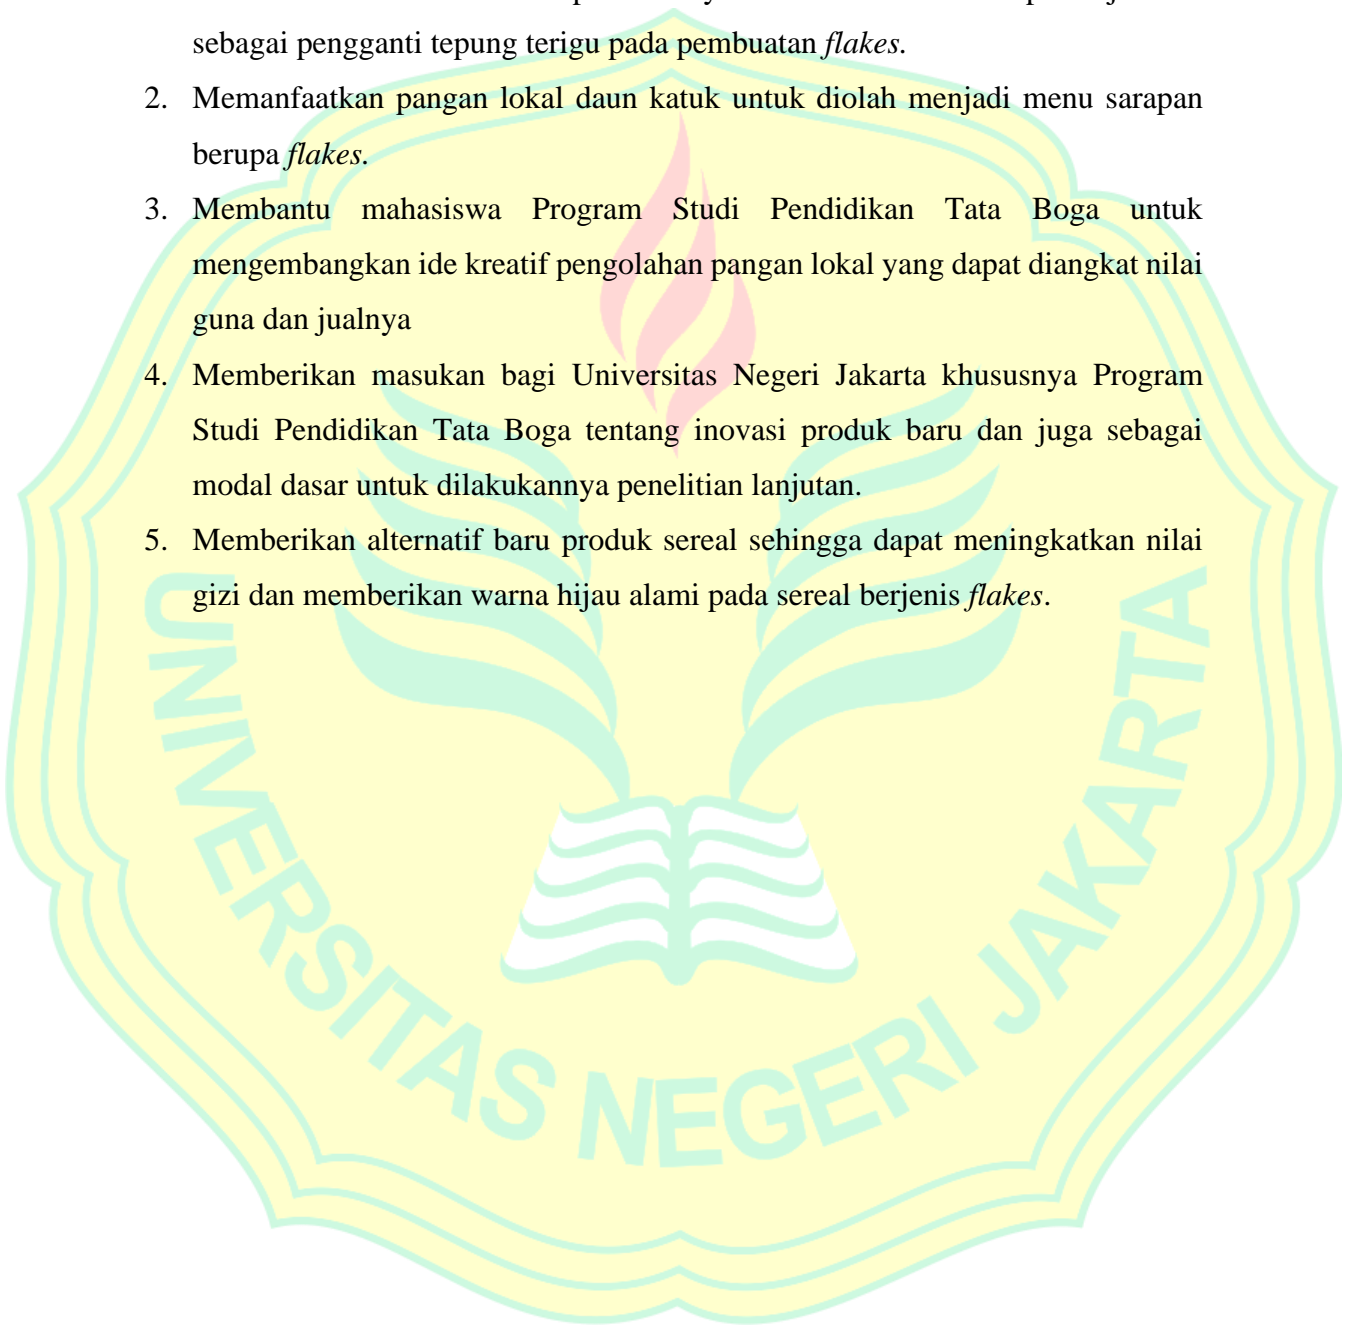 sebagai pengganti tepung terigu pada pembuatan flakes.
2. Memanfaatkan pangan lokal daun katuk untuk diolah menjadi menu sarapan
berupa flakes.
3. Membantu mahasiswa Program Studi Pendidikan Tata Boga untuk
mengembangkan ide kreatif pengolahan pangan lokal yang dapat diangkat nilai
guna dan jualnya
4. Memberikan masukan bagi Universitas Negeri Jakarta khususnya Program
Studi Pendidikan Tata Boga tentang inovasi produk baru dan juga sebagai
modal dasar untuk dilakukannya penelitian lanjutan.
5. Memberikan alternatif baru produk sereal sehingga dapat meningkatkan nilai
gizi dan memberikan warna hijau alami pada sereal berjenis flakes.
UNIVERSITAS NEGERI JAKARTA